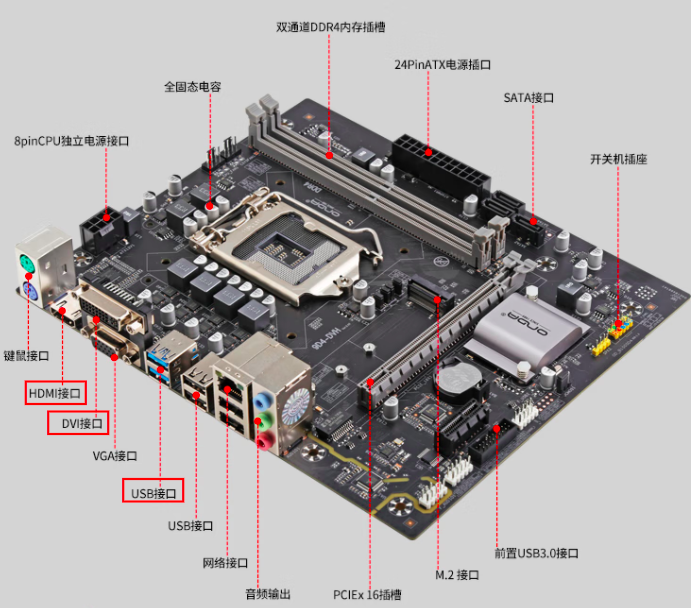 双通道DDR4内存插槽
24PinATX电源插口
全固态电容
SATA接口
8pinCPU独立电源接口
开关机插座
DDR4
ONDA
ONDA
键鼠接口
HDMI接口
DVI接口
VGA接口
USB接口
USB接口
网络接口
音频输出
PCIEx 16插槽
M.2 接口
前置USB3.0接口